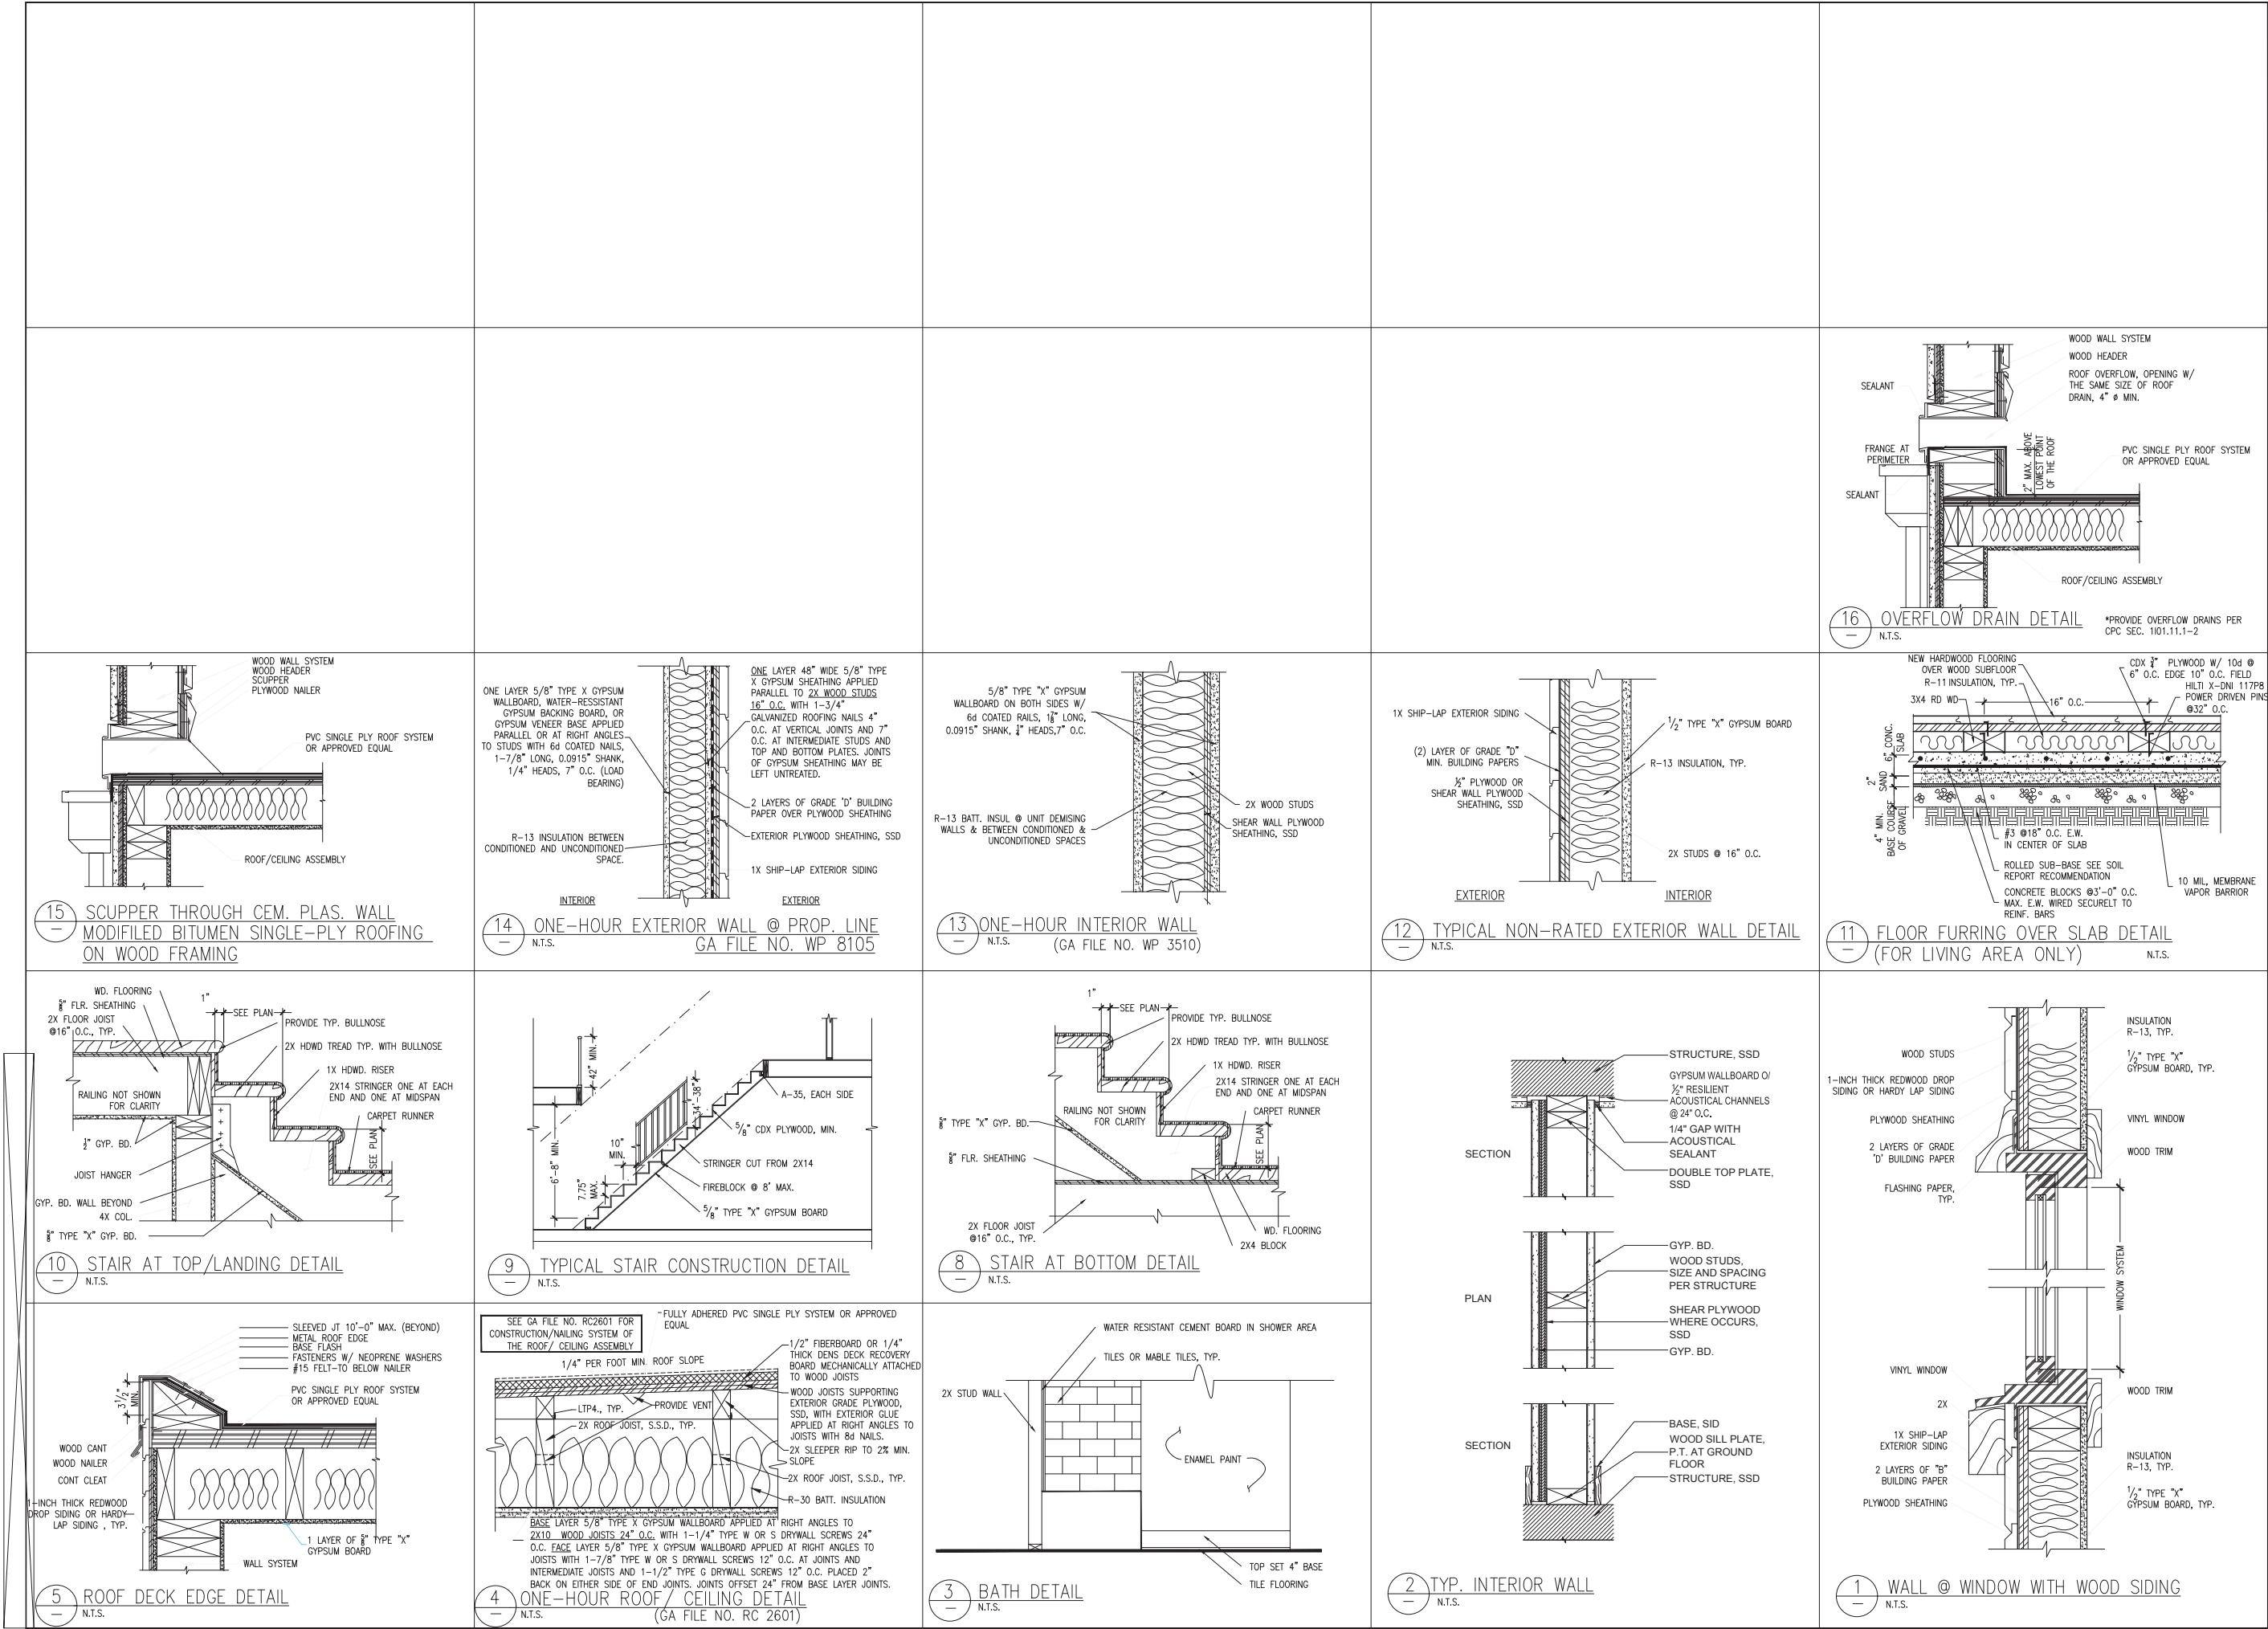 WOOD WALL SYSTEM
WOOD HEADER
ROOF OVERFLOW, OPENING W/
THE SAME SIZE OF ROOF
DRAIN, 4" ø MIN.
SEALANT
FRANGE AT
PERIMETER
SEALANT
2" MAX. ABOVE
LOWEST POINT
OF THE ROOF
PVC SINGLE PLY ROOF SYSTEM
OR APPROVED EQUAL
ROOF/CEILING ASSEMBLY
16 OVERFLOW DRAIN DETAIL
N.T.S.
*PROVIDE OVERFLOW DRAINS PER
CPC SEC. 1101.11.1-2
WOOD WALL SYSTEM
WOOD HEADER
SCUPPER
PLYWOOD NAILER
PVC SINGLE PLY ROOF SYSTEM
OR APPROVED EQUAL
ROOF/CEILING ASSEMBLY
15 SCUPPER THROUGH CEM. PLAS. WALL
MODIFILED BITUMEN SINGLE-PLY ROOFING
ON WOOD FRAMING
ONE LAYER 5/8" TYPE X GYPSUM
WALLBOARD, WATER-RESSISTANT
GYPSUM BACKING BOARD, OR
GYPSUM VENEER BASE APPLIED
PARALLEL OR AT RIGHT ANGLES
TO STUDS WITH 6d COATED NAILS,
1-7/8" LONG, 0.0915" SHANK,
1/4" HEADS, 7" O.C. (LOAD
BEARING)
R-13 INSULATION BETWEEN
CONDITIONED AND UNCONDITIONED
SPACE.
INTERIOR
ONE LAYER 48" WIDE 5/8" TYPE
X GYPSUM SHEATHING APPLIED
PARALLEL TO 2X WOOD STUDS
16" O.C. WITH 1-3/4"
GALVANIZED ROOFING NAILS 4"
O.C. AT VERTICAL JOINTS AND 7"
O.C. AT INTERMEDIATE STUDS AND
TOP AND BOTTOM PLATES. JOINTS
OF GYPSUM SHEATHING MAY BE
LEFT UNTREATED.
2 LAYERS OF GRADE 'D' BUILDING
PAPER OVER PLYWOOD SHEATHING
EXTERIOR PLYWOOD SHEATHING, SSD
1X SHIP-LAP EXTERIOR SIDING
EXTERIOR
14 ONE-HOUR EXTERIOR WALL @ PROP. LINE
N.T.S.
GA FILE NO. WP 8105
5/8" TYPE "X" GYPSUM
WALLBOARD ON BOTH SIDES W/
6d COATED RAILS, 1⅞" LONG,
0.0915" SHANK, ¼" HEADS,7" O.C.
R-13 BATT. INSUL @ UNIT DEMISING
WALLS & BETWEEN CONDITIONED &
UNCONDITIONED SPACES
2X WOOD STUDS
SHEAR WALL PLYWOOD
SHEATHING, SSD
13 ONE-HOUR INTERIOR WALL
N.T.S.
(GA FILE NO. WP 3510)
1X SHIP-LAP EXTERIOR SIDING
(2) LAYER OF GRADE "D"
MIN. BUILDING PAPERS
½" PLYWOOD OR
SHEAR WALL PLYWOOD
SHEATHING, SSD
½" TYPE "X" GYPSUM BOARD
R-13 INSULATION, TYP.
2X STUDS @ 16" O.C.
EXTERIOR
INTERIOR
12 TYPICAL NON-RATED EXTERIOR WALL DETAIL
N.T.S.
NEW HARDWOOD FLOORING
OVER WOOD SUBFLOOR
R-11 INSULATION, TYP.
3X4 RD WD
16" O.C.
CDX ¾" PLYWOOD W/ 10d @
6" O.C. EDGE 10" O.C. FIELD
HILTI X-DNI 117P8
POWER DRIVEN PINS
@32" O.C.
6" CONC.
SLAB
2"
SAND
4" MIN.
BASE COURSE
OF GRAVEL
#3 @18" O.C. E.W.
IN CENTER OF SLAB
ROLLED SUB-BASE SEE SOIL
REPORT RECOMMENDATION
CONCRETE BLOCKS @3'-0" O.C.
MAX. E.W. WIRED SECURELT TO
REINF. BARS
10 MIL, MEMBRANE
VAPOR BARRIOR
11 FLOOR FURRING OVER SLAB DETAIL
(FOR LIVING AREA ONLY)
N.T.S.
WD. FLOORING
⅝" FLR. SHEATHING
2X FLOOR JOIST
@16" O.C., TYP.
1"
SEE PLAN
PROVIDE TYP. BULLNOSE
2X HDWD TREAD TYP. WITH BULLNOSE
1X HDWD. RISER
2X14 STRINGER ONE AT EACH
END AND ONE AT MIDSPAN
CARPET RUNNER
SEE PLAN
RAILING NOT SHOWN
FOR CLARITY
½" GYP. BD.
JOIST HANGER
GYP. BD. WALL BEYOND
4X COL.
⅝" TYPE "X" GYP. BD.
10 STAIR AT TOP/LANDING DETAIL
N.T.S.
42" MIN.
6'-8" MIN.
10"
MIN.
7.75"
MAX.
34"-38"
A-35, EACH SIDE
⅝" CDX PLYWOOD, MIN.
STRINGER CUT FROM 2X14
FIREBLOCK @ 8' MAX.
⅝" TYPE "X" GYPSUM BOARD
9 TYPICAL STAIR CONSTRUCTION DETAIL
N.T.S.
1"
SEE PLAN
PROVIDE TYP. BULLNOSE
2X HDWD TREAD TYP. WITH BULLNOSE
1X HDWD. RISER
2X14 STRINGER ONE AT EACH
END AND ONE AT MIDSPAN
CARPET RUNNER
SEE PLAN
RAILING NOT SHOWN
FOR CLARITY
⅝" TYPE "X" GYP. BD.
⅝" FLR. SHEATHING
2X FLOOR JOIST
@16" O.C., TYP.
WD. FLOORING
2X4 BLOCK
8 STAIR AT BOTTOM DETAIL
N.T.S.
SECTION
STRUCTURE, SSD
GYPSUM WALLBOARD O/
½" RESILIENT
ACOUSTICAL CHANNELS
@ 24" O.C.
1/4" GAP WITH
ACOUSTICAL
SEALANT
DOUBLE TOP PLATE,
SSD
PLAN
GYP. BD.
WOOD STUDS,
SIZE AND SPACING
PER STRUCTURE
SHEAR PLYWOOD
WHERE OCCURS,
SSD
GYP. BD.
SECTION
BASE, SID
WOOD SILL PLATE,
P.T. AT GROUND
FLOOR
STRUCTURE, SSD
2 TYP. INTERIOR WALL
N.T.S.
WOOD STUDS
1-INCH THICK REDWOOD DROP
SIDING OR HARDY LAP SIDING
PLYWOOD SHEATHING
2 LAYERS OF GRADE
'D' BUILDING PAPER
FLASHING PAPER,
TYP.
INSULATION
R-13, TYP.
½" TYPE "X"
GYPSUM BOARD, TYP.
VINYL WINDOW
WOOD TRIM
WINDOW SYSTEM
VINYL WINDOW
2X
1X SHIP-LAP
EXTERIOR SIDING
2 LAYERS OF "B"
BUILDING PAPER
PLYWOOD SHEATHING
WOOD TRIM
INSULATION
R-13, TYP.
½" TYPE "X"
GYPSUM BOARD, TYP.
1 WALL @ WINDOW WITH WOOD SIDING
N.T.S.
SLEEVED JT 10'-0" MAX. (BEYOND)
METAL ROOF EDGE
BASE FLASH
FASTENERS W/ NEOPRENE WASHERS
#15 FELT-TO BELOW NAILER
PVC SINGLE PLY ROOF SYSTEM
OR APPROVED EQUAL
3½"
MIN.
WOOD CANT
WOOD NAILER
CONT CLEAT
1-INCH THICK REDWOOD
DROP SIDING OR HARDY
LAP SIDING , TYP.
1 LAYER OF ⅝" TYPE "X"
GYPSUM BOARD
WALL SYSTEM
5 ROOF DECK EDGE DETAIL
N.T.S.
SEE GA FILE NO. RC2601 FOR
CONSTRUCTION/NAILING SYSTEM OF
THE ROOF/ CEILING ASSEMBLY
FULLY ADHERED PVC SINGLE PLY SYSTEM OR APPROVED
EQUAL
1/4" PER FOOT MIN. ROOF SLOPE
1/2" FIBERBOARD OR 1/4"
THICK DENS DECK RECOVERY
BOARD MECHANICALLY ATTACHED
TO WOOD JOISTS
WOOD JOISTS SUPPORTING
EXTERIOR GRADE PLYWOOD,
SSD, WITH EXTERIOR GLUE
APPLIED AT RIGHT ANGLES TO
JOISTS WITH 8d NAILS.
2X SLEEPER RIP TO 2% MIN.
SLOPE
2X ROOF JOIST, S.S.D., TYP.
R-30 BATT. INSULATION
LTP4., TYP.
PROVIDE VENT
2X ROOF JOIST, S.S.D., TYP.
BASE LAYER 5/8" TYPE X GYPSUM WALLBOARD APPLIED AT RIGHT ANGLES TO
2X10 WOOD JOISTS 24" O.C. WITH 1-1/4" TYPE W OR S DRYWALL SCREWS 24"
O.C. FACE LAYER 5/8" TYPE X GYPSUM WALLBOARD APPLIED AT RIGHT ANGLES TO
JOISTS WITH 1-7/8" TYPE W OR S DRYWALL SCREWS 12" O.C. AT JOINTS AND
INTERMEDIATE JOISTS AND 1-1/2" TYPE G DRYWALL SCREWS 12" O.C. PLACED 2"
BACK ON EITHER SIDE OF END JOINTS. JOINTS OFFSET 24" FROM BASE LAYER JOINTS.
4 ONE-HOUR ROOF/ CEILING DETAIL
N.T.S.
(GA FILE NO. RC 2601)
WATER RESISTANT CEMENT BOARD IN SHOWER AREA
TILES OR MABLE TILES, TYP.
2X STUD WALL
ENAMEL PAINT
TOP SET 4" BASE
TILE FLOORING
3 BATH DETAIL
N.T.S.